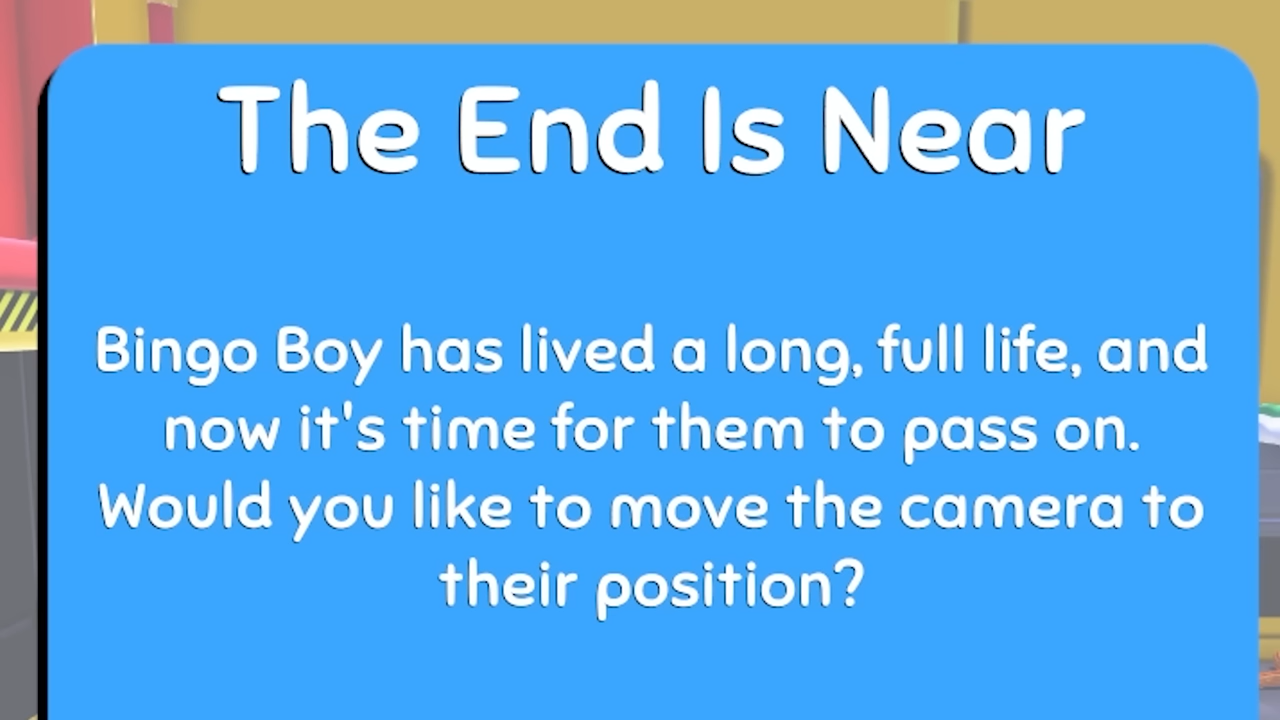 The End Is Near
Bingo Boy has lived a long, full life, and
now it's time for them to pass on.
Would you like to move the camera to
their position?